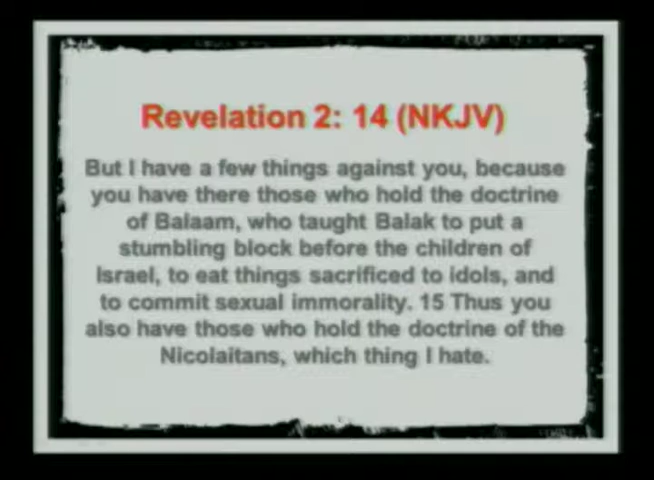 Revelation 2: 14 (NKJV)
But I have a few things against you, because
you have there those who hold the doctrine
of Balaam, who taught Balak to put a
stumbling block before the children of
Israel, to eat things sacrificed to idols, and
to commit sexual immorality. 15 Thus you
also have those who hold the doctrine of the
Nicolaitans, which thing I hate.